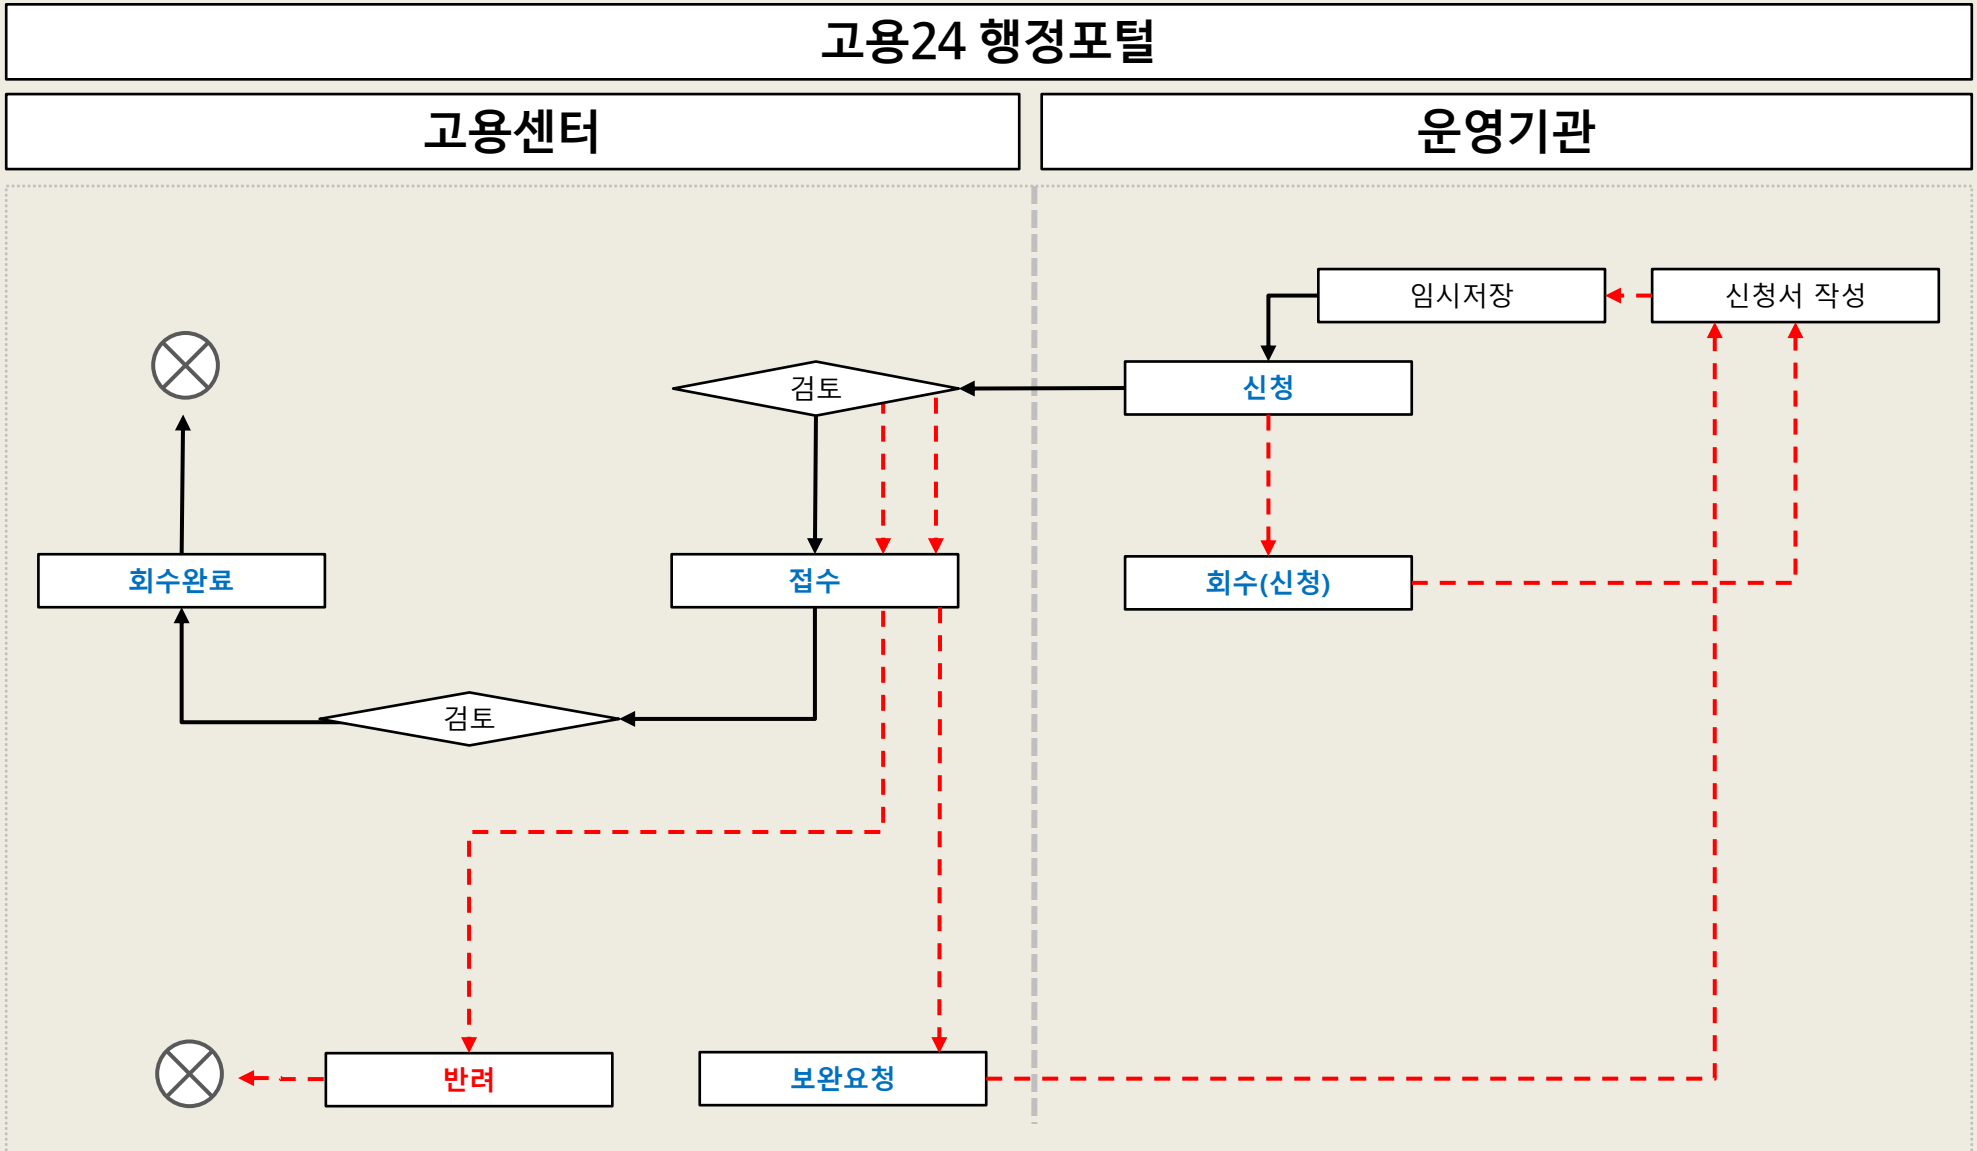 고용24 행정포털
고용센터
운영기관
임시저장
신청서 작성
검토
신청
회수완료
접수
회수(신청)
검토
반려
보완요청